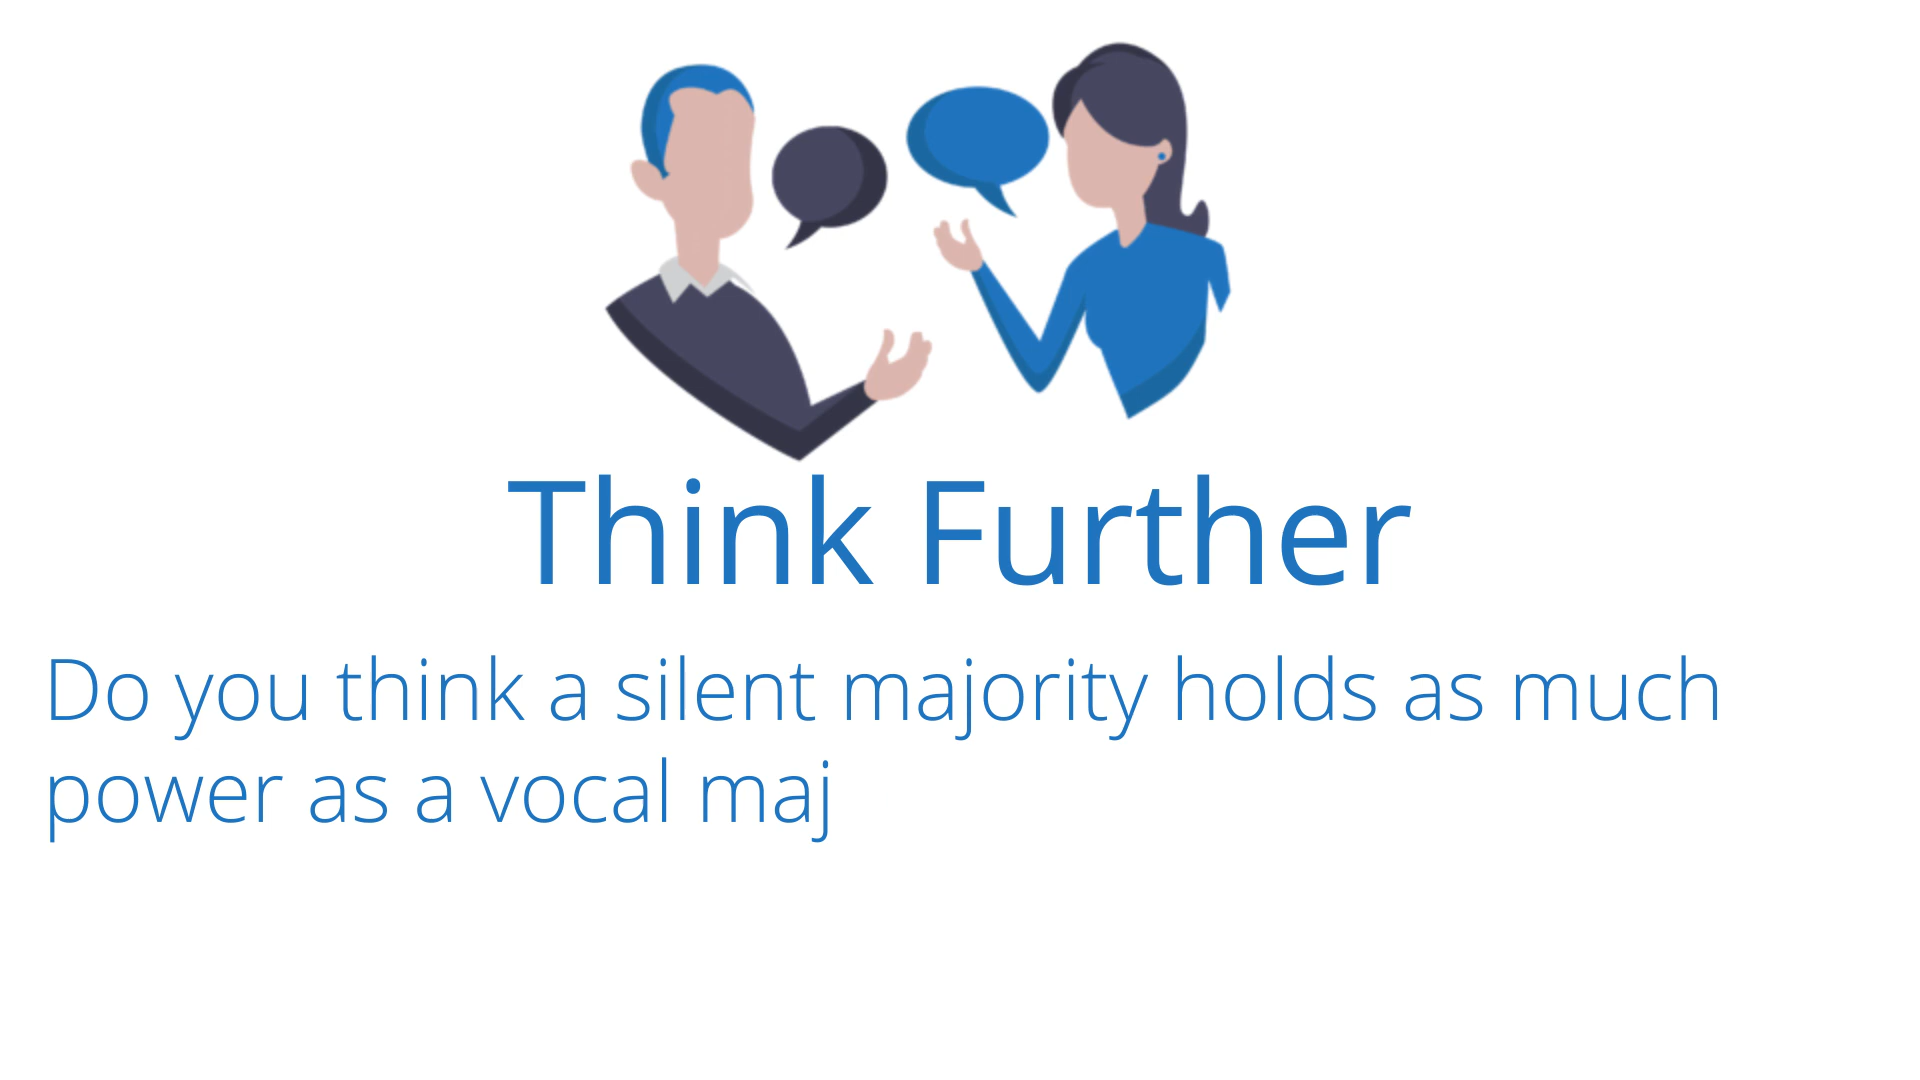 Think Further
Do you think a silent majority holds as much
power as a vocal maj